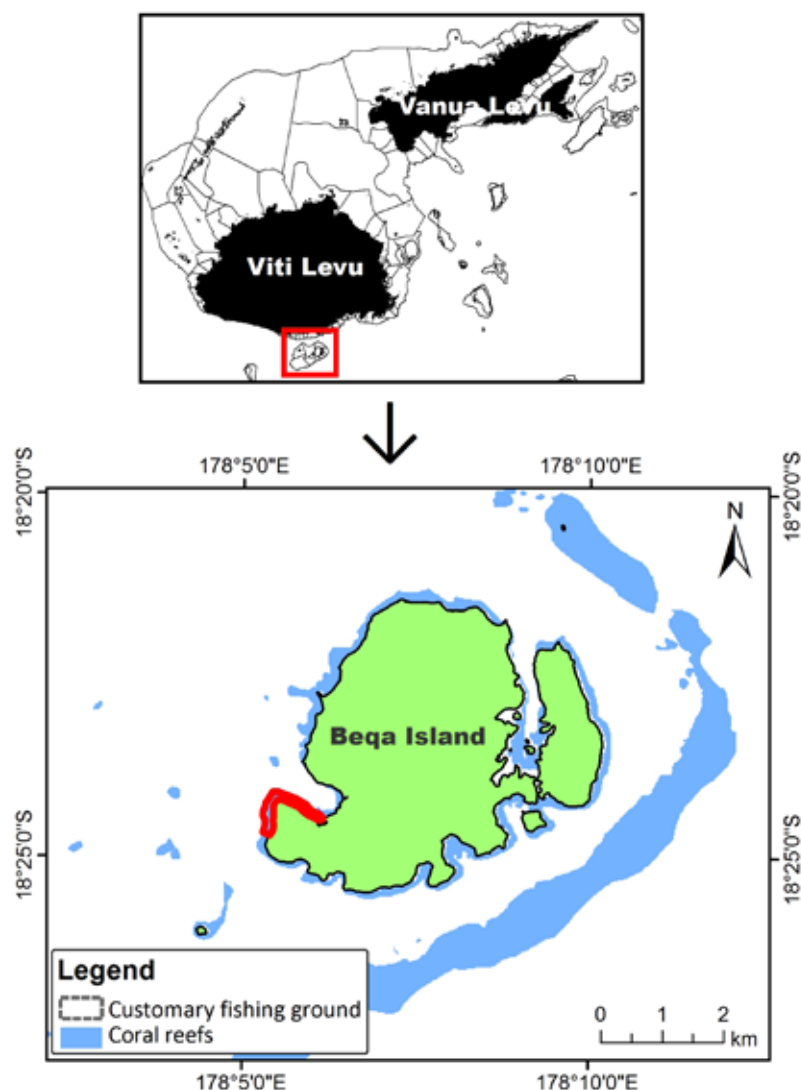 Vanua Levu
Viti Levu
178°5'0"E 178°10'0"E
18°20'0"S 18°20'0"S
N
Beqa Island
18°25'0"S 18°25'0"S
Legend
Customary fishing ground
Coral reefs
0 1 2
km
178°5'0"E 178°10'0"E